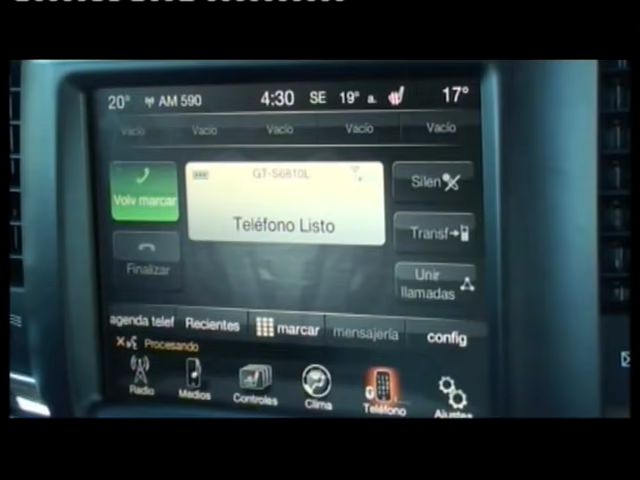 20° AM 590 4:30 SE 19° a. 17°
Vacío Vacío Vacío Vacío Vacío
Volv marcar
GT-S6810L
Teléfono Listo
Silen
Finalizar
Transf
Unir
llamadas
agenda telef Recientes marcar mensajería config
Procesando
Radio Medios Controles Clima Teléfono Ajustes